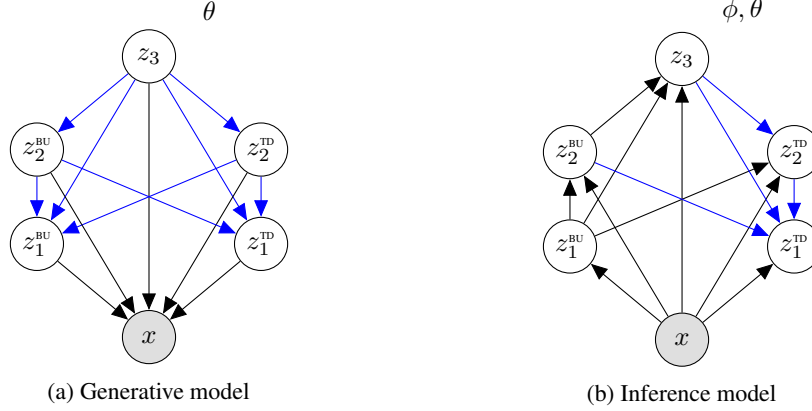 θ
ϕ, θ
z₃
z₃
z₂ᴮᵁ
z₂ᵀᴰ
z₂ᴮᵁ
z₂ᵀᴰ
z₁ᴮᵁ
z₁ᵀᴰ
z₁ᴮᵁ
z₁ᵀᴰ
x
x
(a) Generative model
(b) Inference model